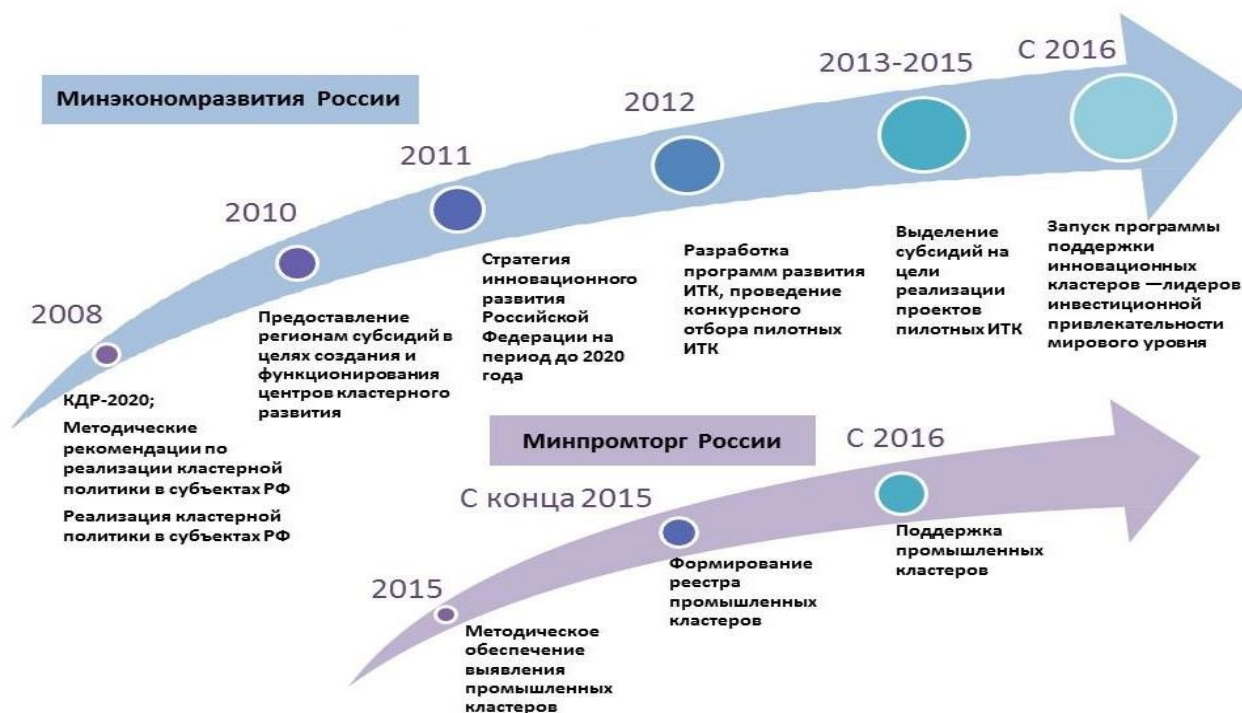 Минэкономразвития России
2008
КДР-2020;
Методические
рекомендации по
реализации кластерной
политики в субъектах РФ
Реализация кластерной
политики в субъектах РФ
2010
Предоставление
регионам субсидий в
целях создания и
функционирования
центров кластерного
развития
2011
Стратегия
инновационного
развития
Российской
Федерации на
период до 2020
года
2012
Разработка
программ развития
ИТК, проведение
конкурсного
отбора пилотных
ИТК
2013-2015
Выделение
субсидий на
цели
реализации
проектов
пилотных ИТК
С 2016
Запуск программы
поддержки
инновационных
кластеров —лидеров
инвестиционной
привлекательности
мирового уровня
Минпромторг России
2015
Методическое
обеспечение
выявления
промышленных
кластеров
С конца 2015
Формирование
реестра
промышленных
кластеров
С 2016
Поддержка
промышленных
кластеров